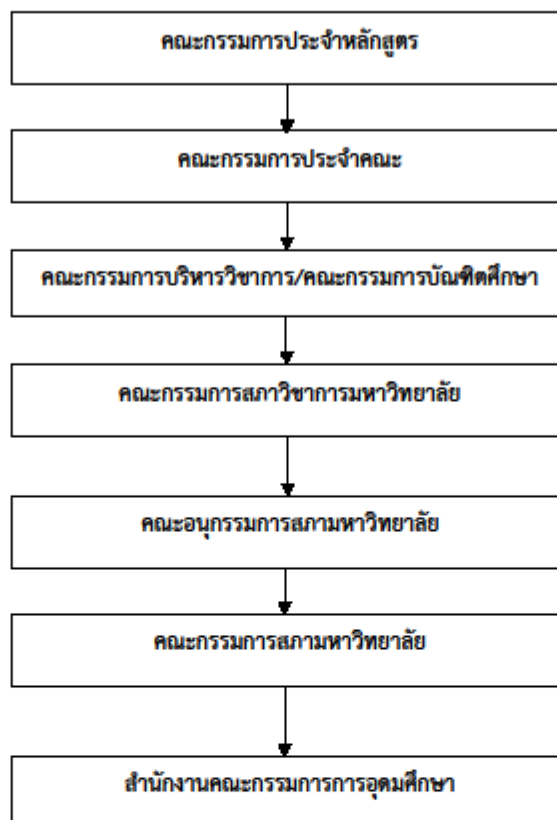 คณะกรรมการประจำหลักสูตร
คณะกรรมการประจำคณะ
คณะกรรมการบริหารวิชาการ/คณะกรรมการบัณฑิตศึกษา
คณะกรรมการสภาวิชาการมหาวิทยาลัย
คณะอนุกรรมการสภามหาวิทยาลัย
คณะกรรมการสภามหาวิทยาลัย
สำนักงานคณะกรรมการการอุดมศึกษา